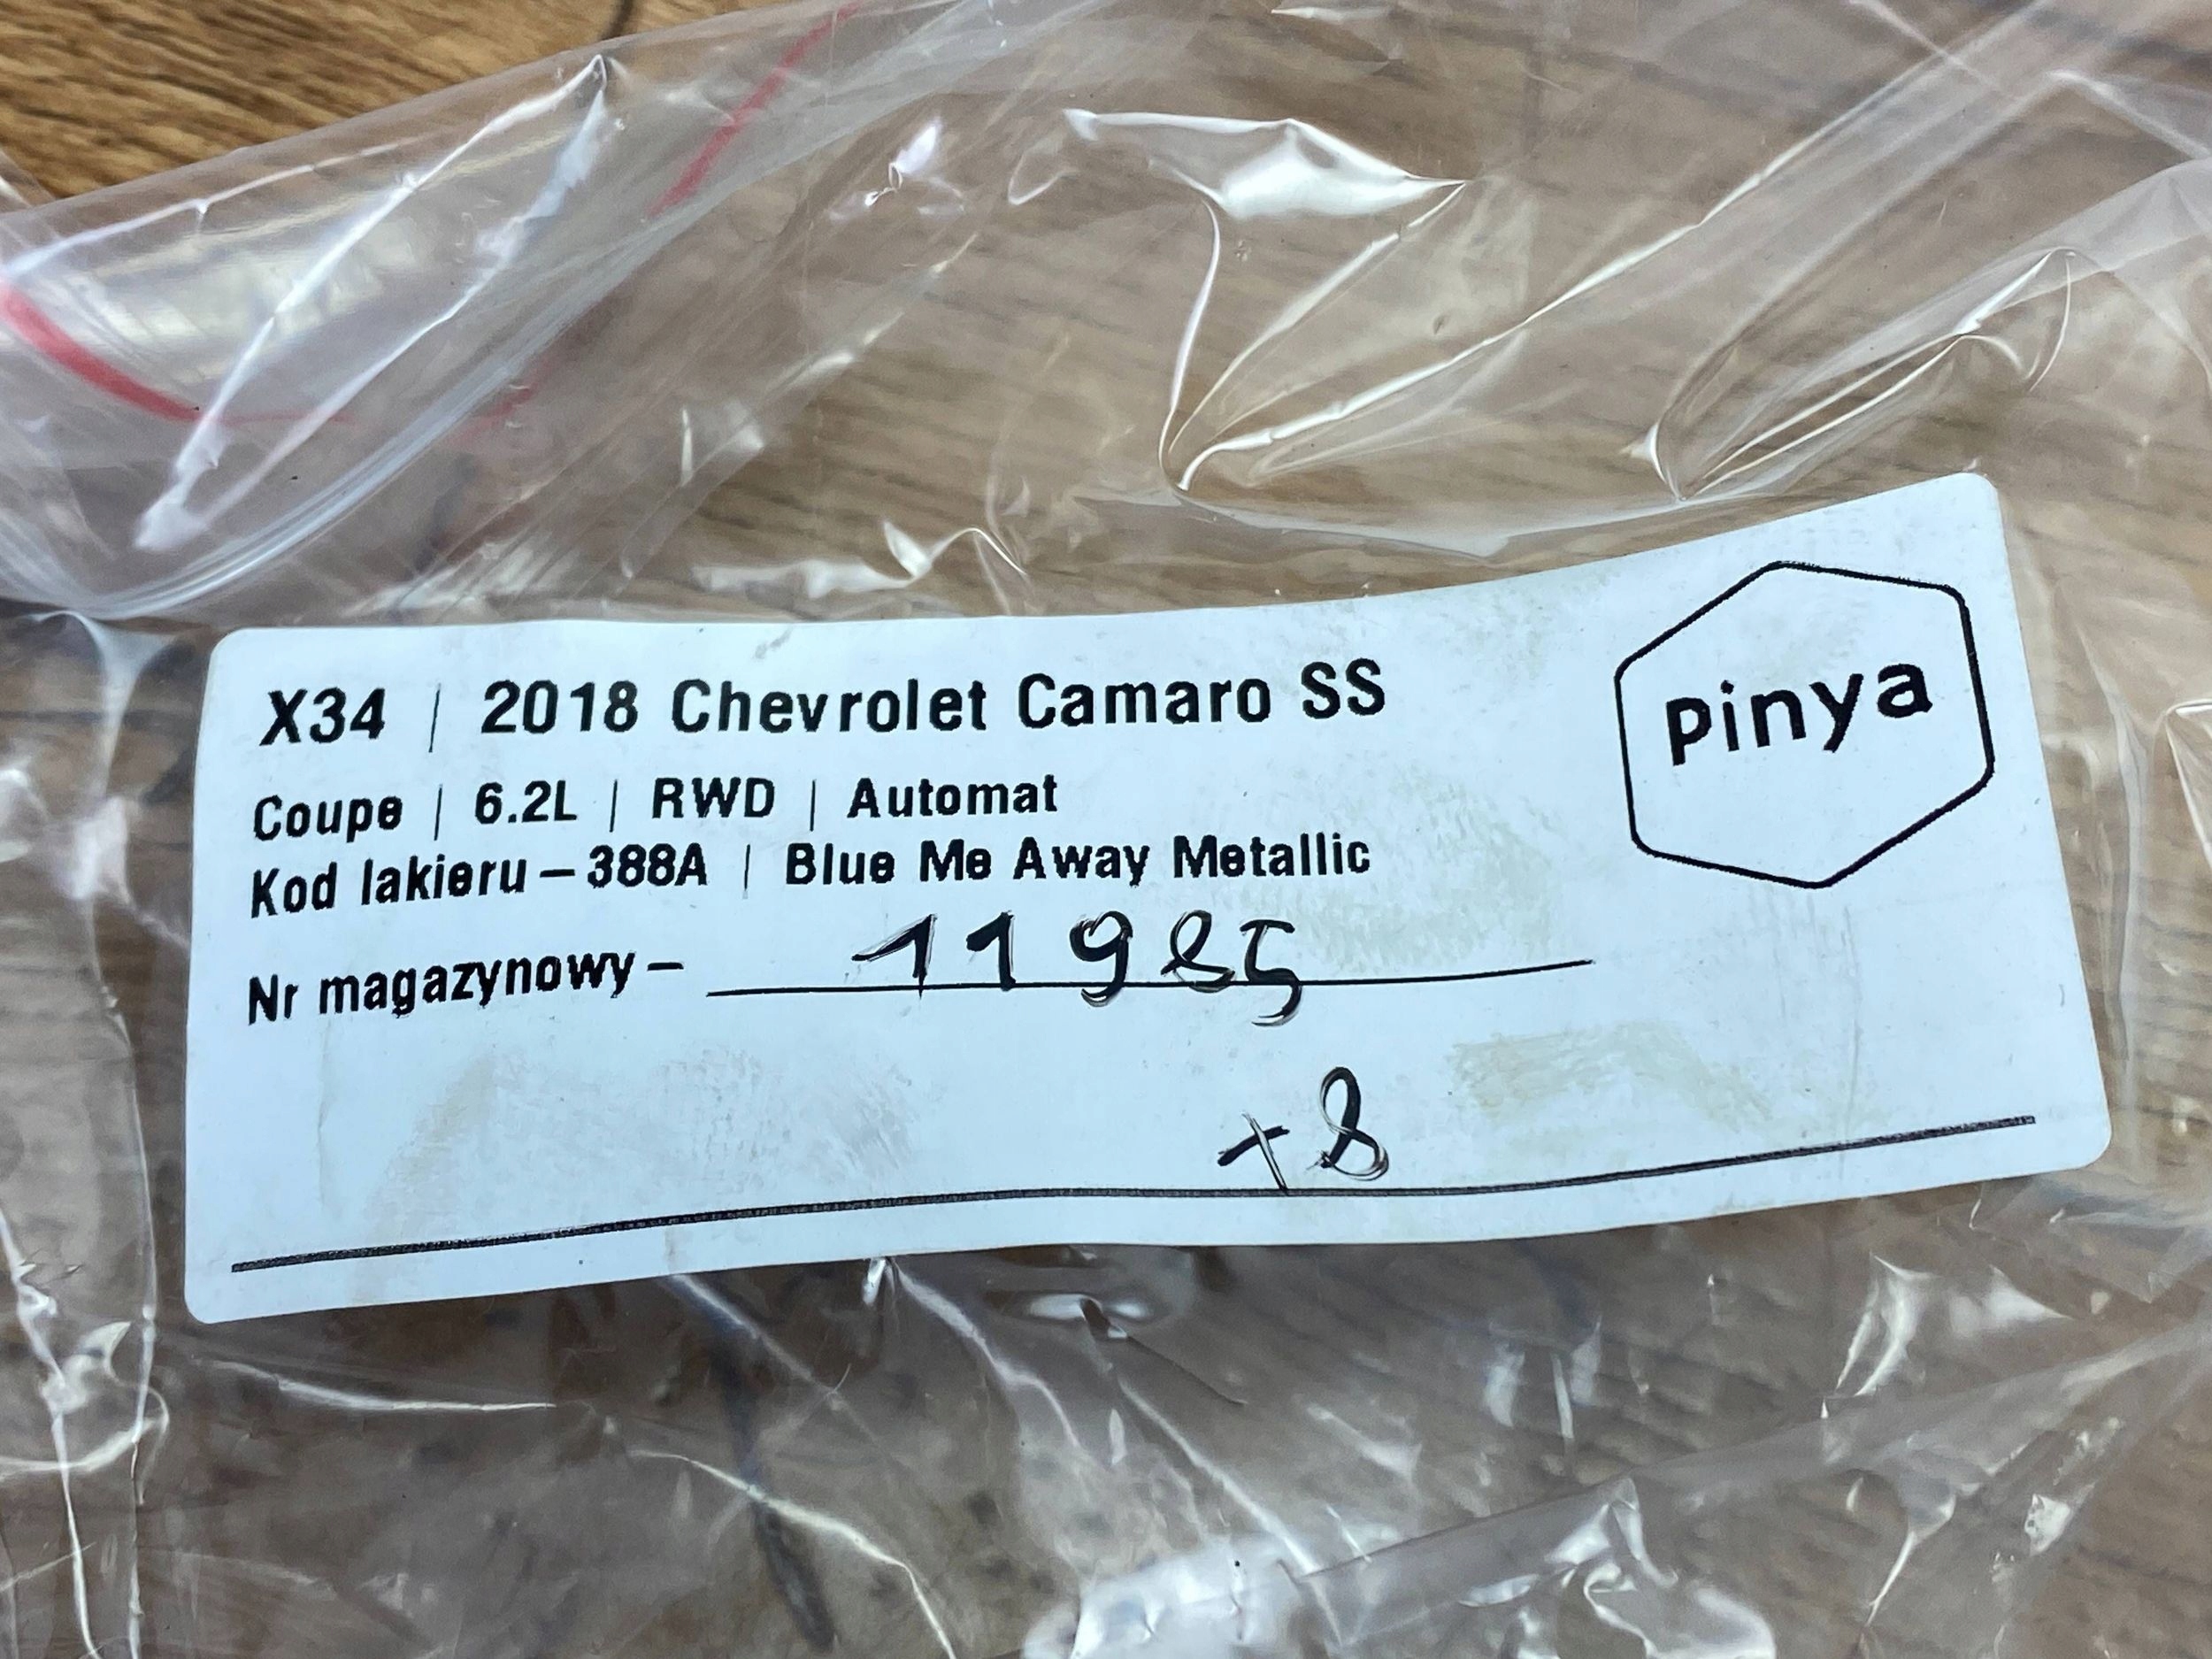 X34 | 2018 Chevrolet Camaro SS
Pinya
Coupe | 6.2L | RWD | Automat
Kod lakieru – 388A | Blue Me Away Metallic
Nr magazynowy – 11985
+8